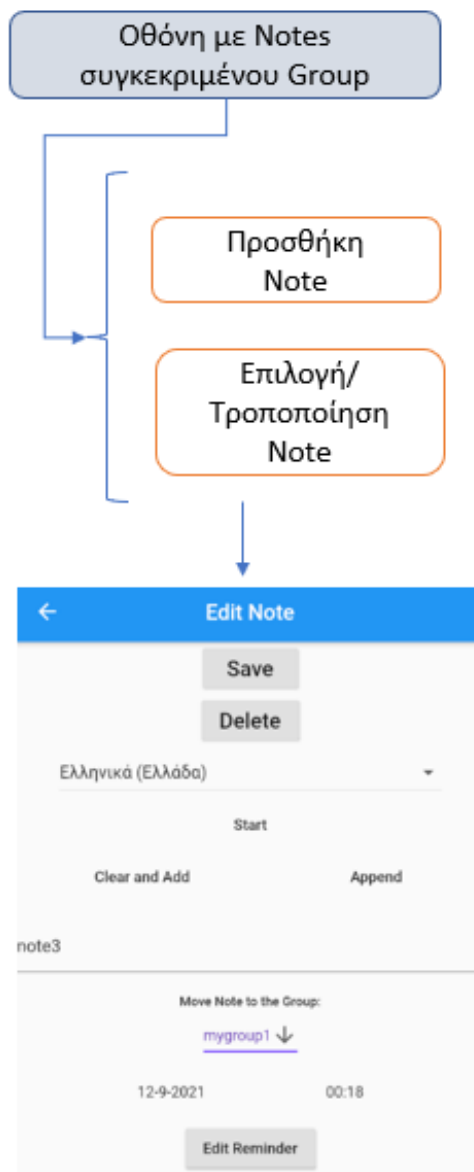 Οθόνη με Notes
συγκεκριμένου Group
Προσθήκη
Note
Επιλογή/
Τροποποίηση
Note
Edit Note
Save
Delete
Ελληνικά (Ελλάδα)
Start
Clear and Add Append
note3
Move Note to the Group:
mygroup1
12-9-2021 00:18
Edit Reminder